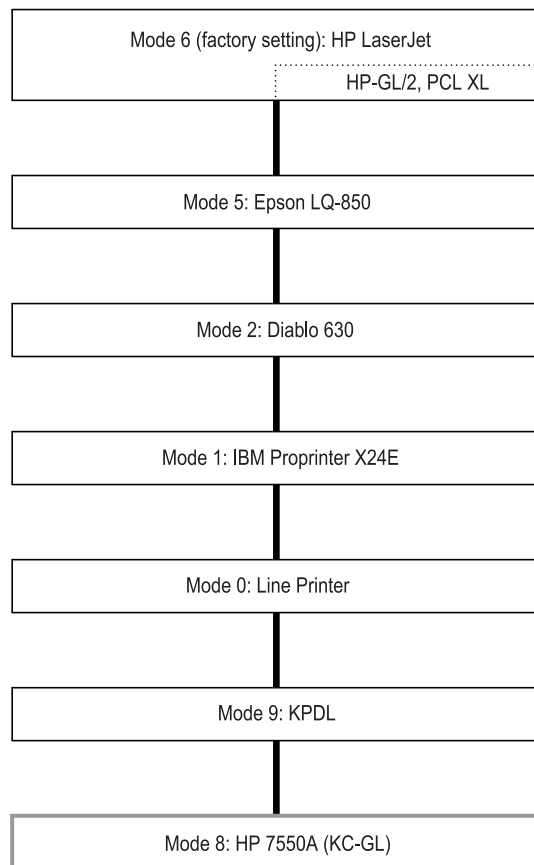 Mode 6 (factory setting): HP LaserJet
HP-GL/2, PCL XL
Mode 5: Epson LQ-850
Mode 2: Diablo 630
Mode 1: IBM Proprinter X24E
Mode 0: Line Printer
Mode 9: KPDL
Mode 8: HP 7550A (KC-GL)